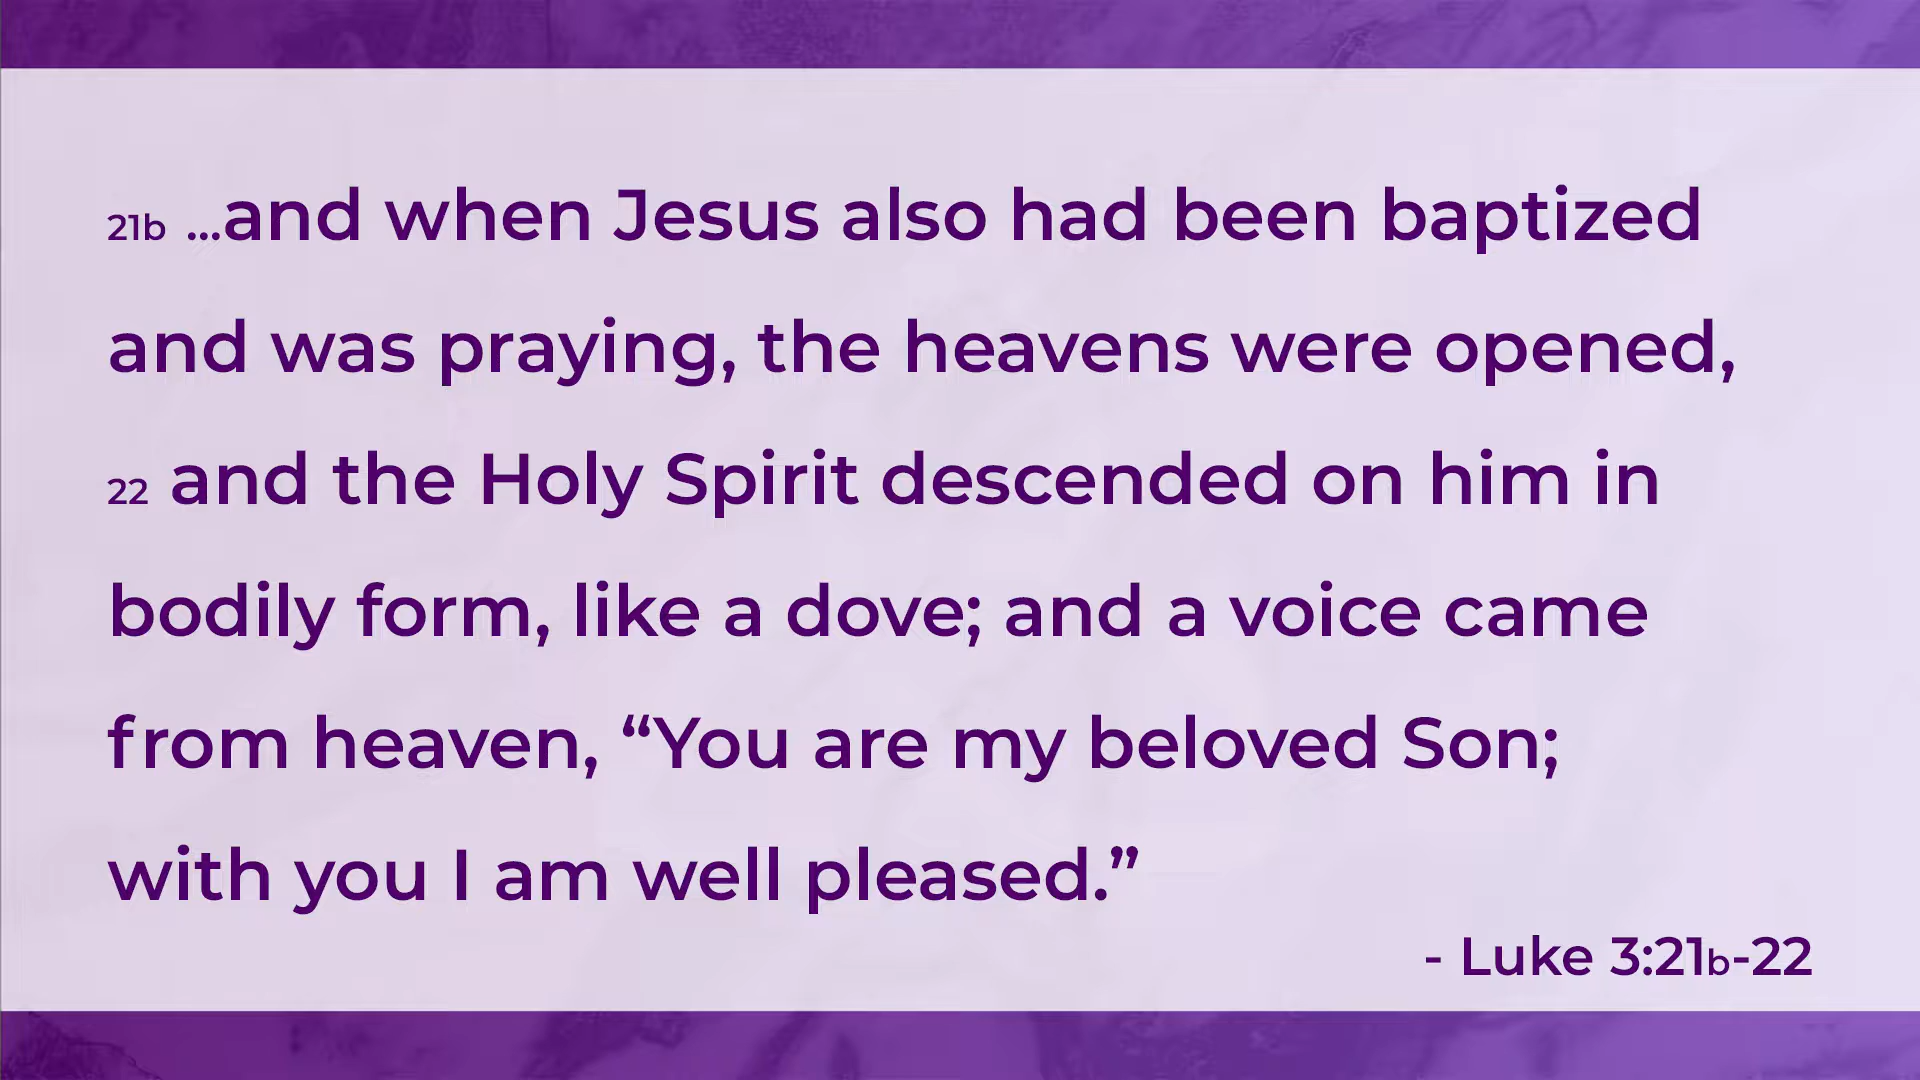 21b ...and when Jesus also had been baptized
and was praying, the heavens were opened,
22 and the Holy Spirit descended on him in
bodily form, like a dove; and a voice came
from heaven, “You are my beloved Son;
with you I am well pleased.”
- Luke 3:21b-22